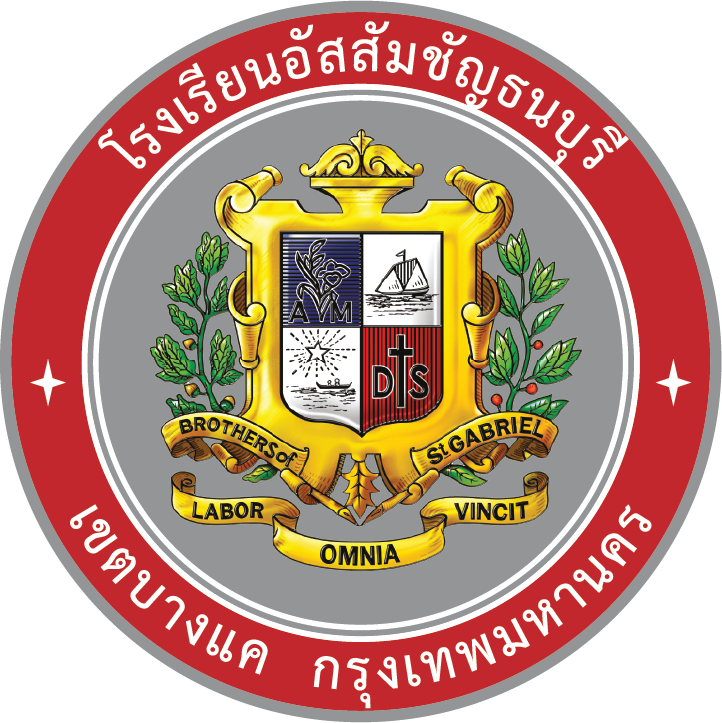 โรงเรียนอัสสัมชัญธนบุรี
AM
D S
BROTHERS of St GABRIEL
LABOR OMNIA VINCIT
เขตบางแค กรุงเทพมหานคร